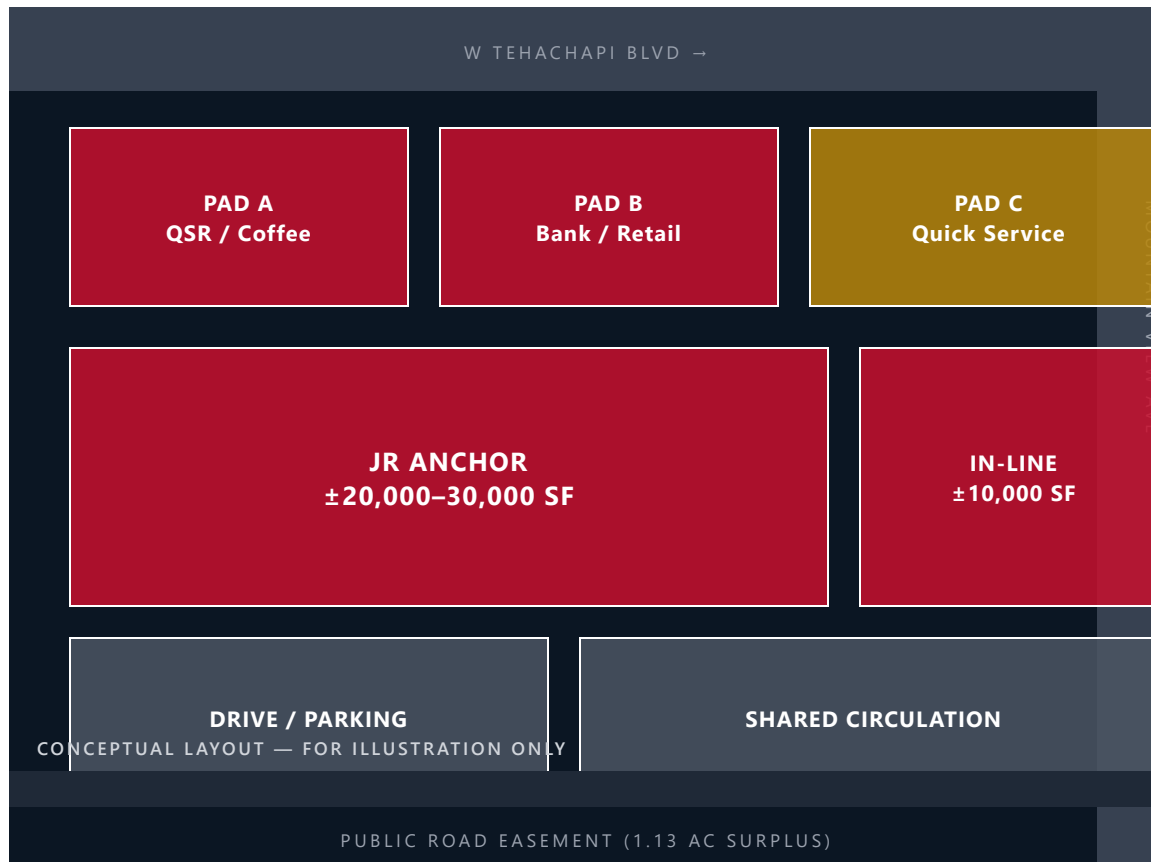 W TEHACHAPI BLVD →
PAD A
QSR / Coffee
PAD B
Bank / Retail
PAD C
Quick Service
JR ANCHOR
±20,000–30,000 SF
IN-LINE
±10,000 SF
DRIVE / PARKING
SHARED CIRCULATION
CONCEPTUAL LAYOUT — FOR ILLUSTRATION ONLY
PUBLIC ROAD EASEMENT (1.13 AC SURPLUS)